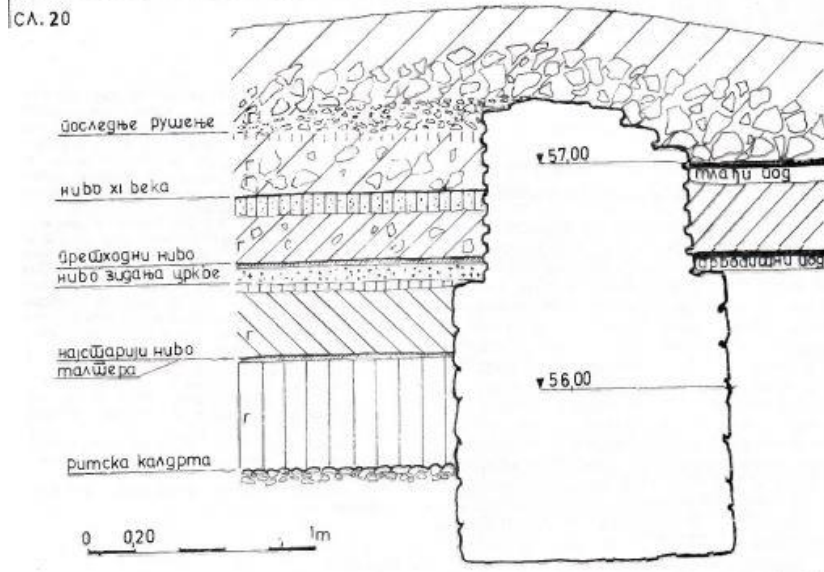 СЛ. 20
последње рушење
г
г
г
57,00
млађи под
ниво XI века
г
претходни ниво
првобитни под
ниво зидања цркве
г
најстарији ниво
малтера
56,00
г
римска калдрма
0 0,20 1m